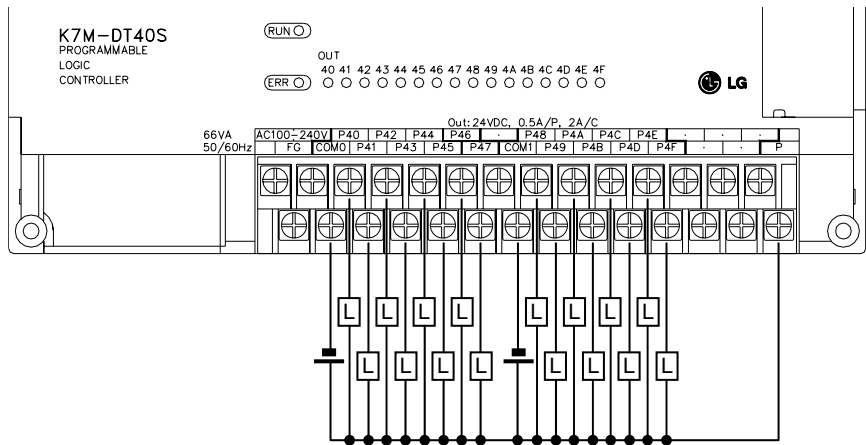 K7M-DT40S
PROGRAMMABLE
LOGIC
CONTROLLER
RUN
ERR
OUT
40 41 42 43 44 45 46 47 48 49 4A 4B 4C 4D 4E 4F
LG
Out: 24VDC, 0.5A/P, 2A/C
66VA AC100-240V P40 P42 P44 P46 · P48 P4A P4C P4E · · ·
50/60Hz FG COM0 P41 P43 P45 P47 COM1 P49 P4B P4D P4F · · P
L L L L L L L L
L L L L L L L L